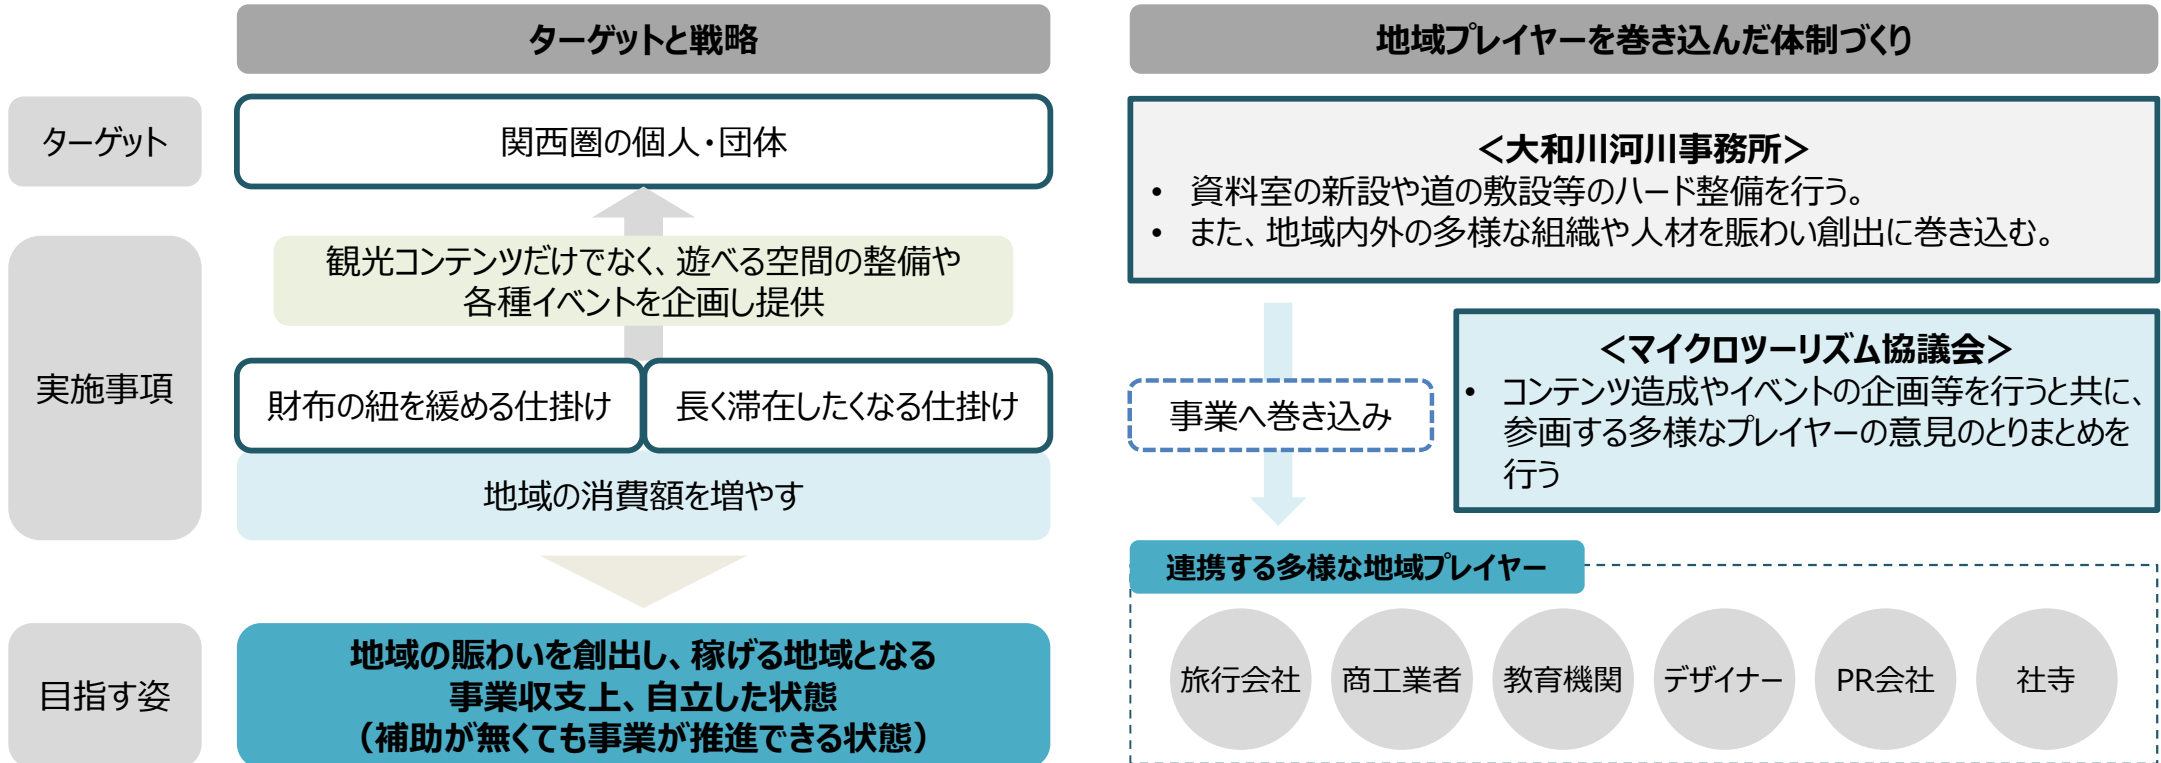 ターゲットと戦略
ターゲット
関西圏の個人・団体
実施事項
観光コンテンツだけでなく、遊べる空間の整備や
各種イベントを企画し提供
財布の紐を緩める仕掛け
長く滞在したくなる仕掛け
地域の消費額を増やす
目指す姿
地域の賑わいを創出し、稼げる地域となる
事業収支上、自立した状態
（補助が無くても事業が推進できる状態）
地域プレイヤーを巻き込んだ体制づくり
＜大和川河川事務所＞
• 資料室の新設や道の敷設等のハード整備を行う。
• また、地域内外の多様な組織や人材を賑わい創出に巻き込む。
事業へ巻き込み
＜マイクロツーリズム協議会＞
• コンテンツ造成やイベントの企画等を行うと共に、
参画する多様なプレイヤーの意見のとりまとめを
行う
連携する多様な地域プレイヤー
旅行会社
商工業者
教育機関
デザイナー
PR会社
社寺